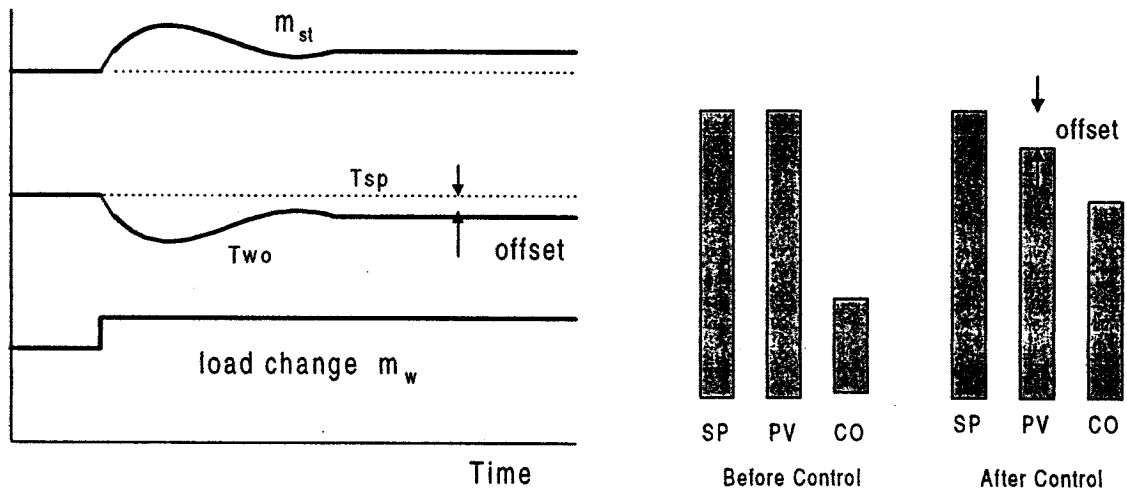 m st
Tsp
Two
offset
load change m w
Time
offset
SP PV CO
Before Control
SP PV CO
After Control